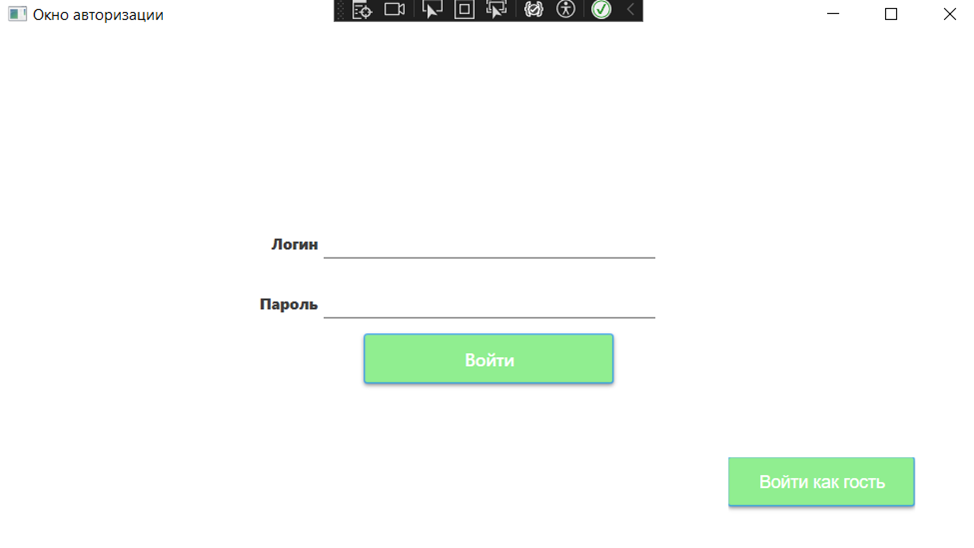 Окно авторизации
Логин
Пароль
Войти
Войти как гость